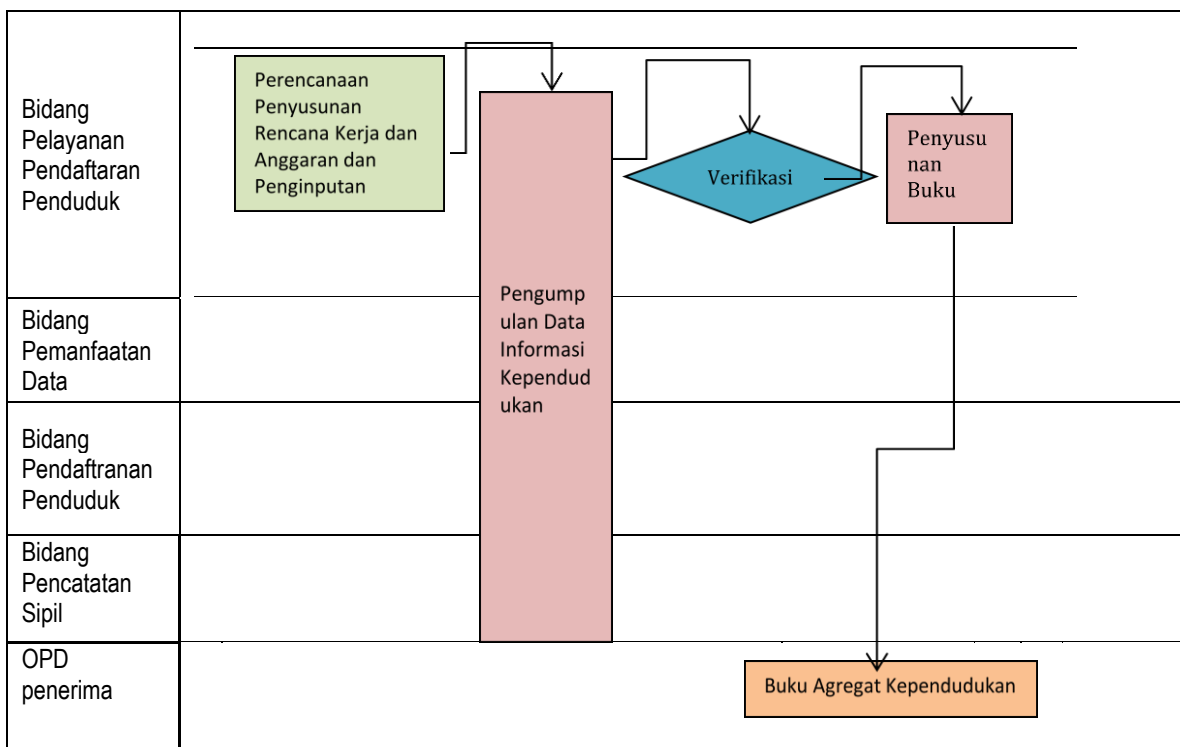 Bidang
Pelayanan
Pendaftaran
Penduduk
Perencanaan
Penyusunan
Rencana Kerja dan
Anggaran dan
Penginputan
Pengump
ulan Data
Informasi
Kependud
ukan
Verifikasi
Penyusu
nan
Buku
Bidang
Pemanfaatan
Data
Bidang
Pendaftranan
Penduduk
Bidang
Pencatatan
Sipil
OPD
penerima
Buku Agregat Kependudukan